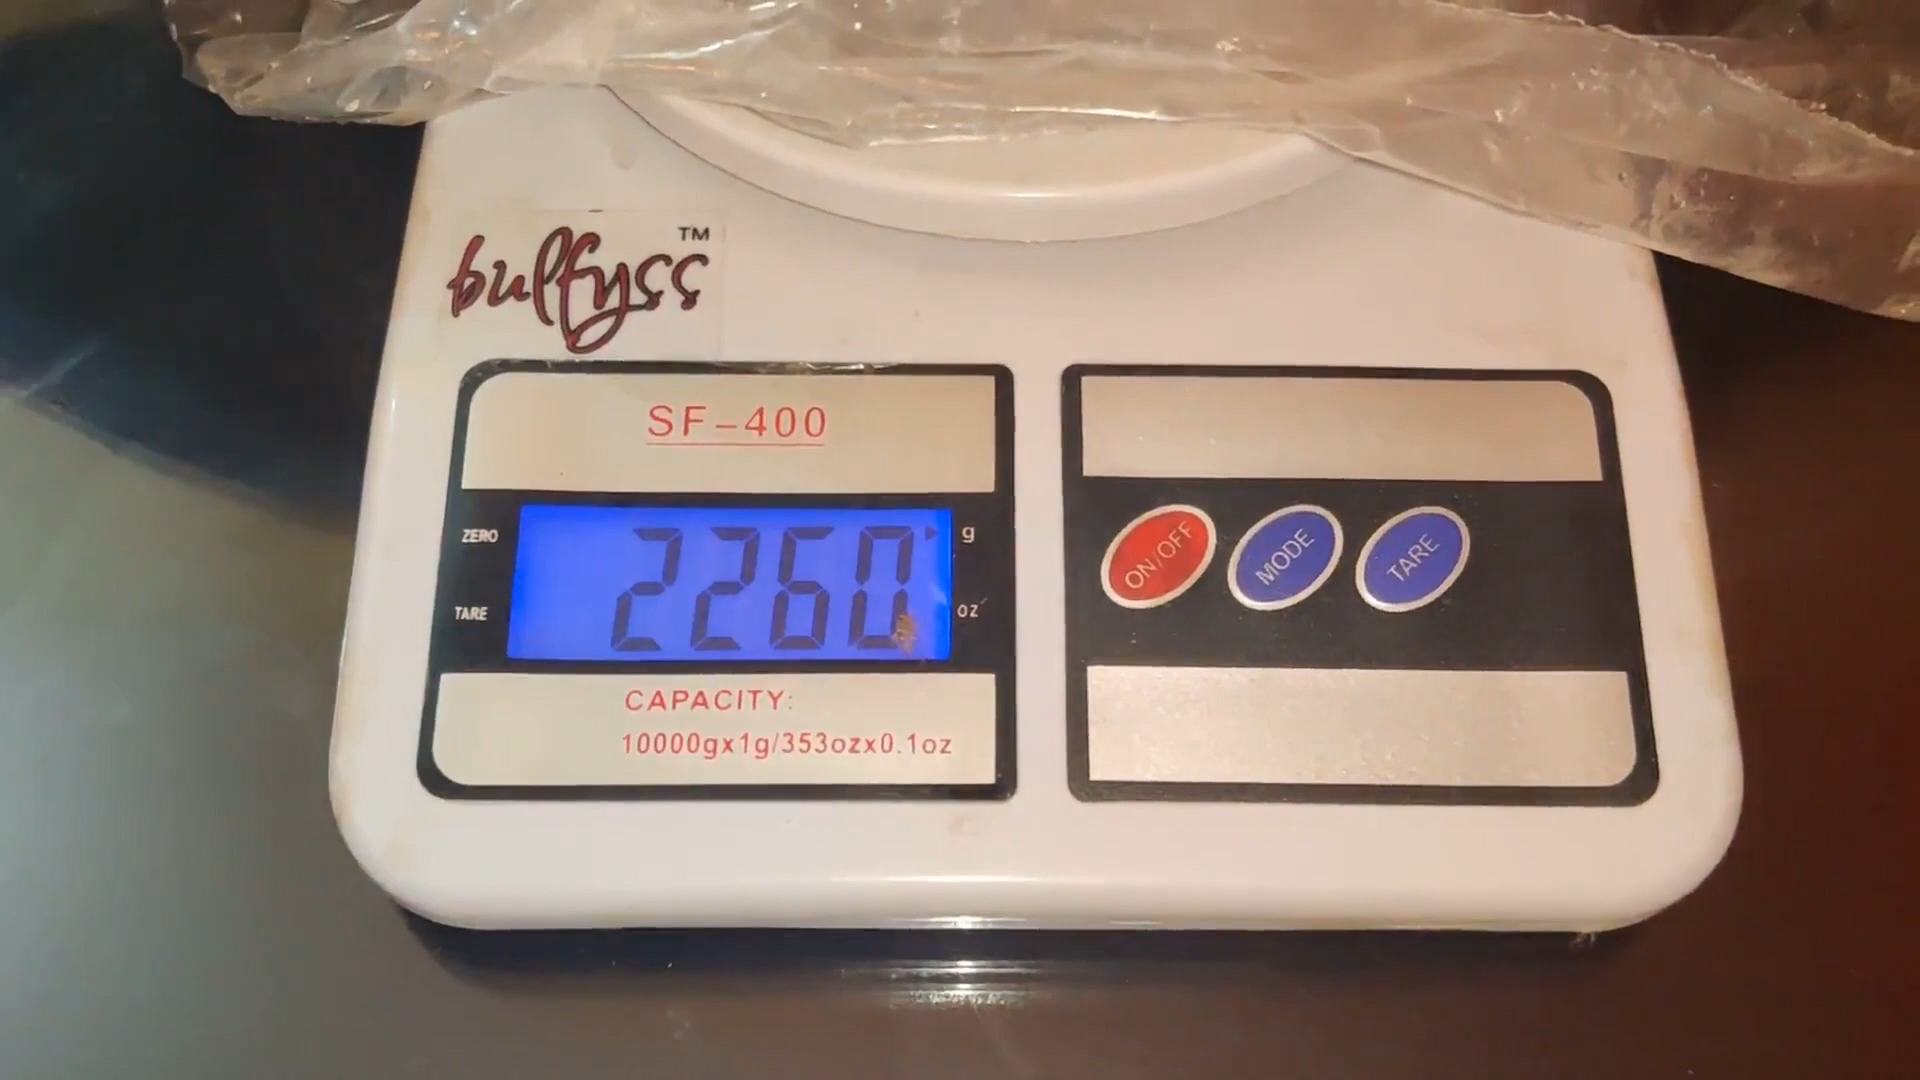 bulfyss™
SF-400
ZERO
2260
g
TARE
oz
CAPACITY:
10000gx1g/353ozx0.1oz
ON/OFF
MODE
TARE